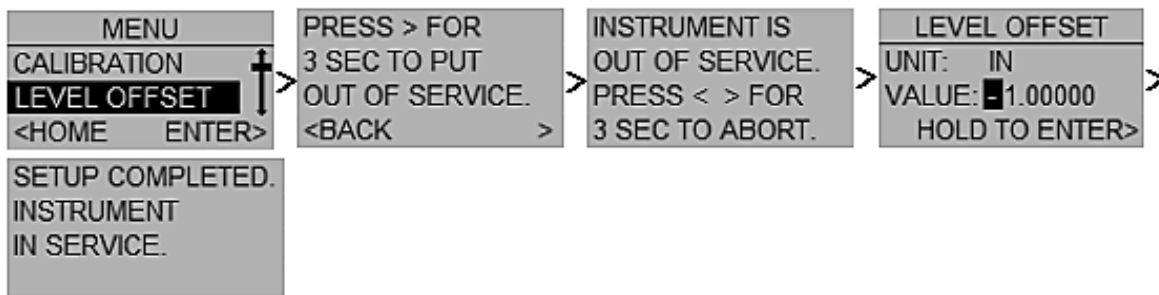 MENU
CALIBRATION
LEVEL OFFSET
<HOME ENTER>
>
PRESS > FOR
3 SEC TO PUT
OUT OF SERVICE.
<BACK >
>
INSTRUMENT IS
OUT OF SERVICE.
PRESS < > FOR
3 SEC TO ABORT.
>
LEVEL OFFSET
UNIT: IN
VALUE:-1.00000
HOLD TO ENTER>
>
SETUP COMPLETED.
INSTRUMENT
IN SERVICE.